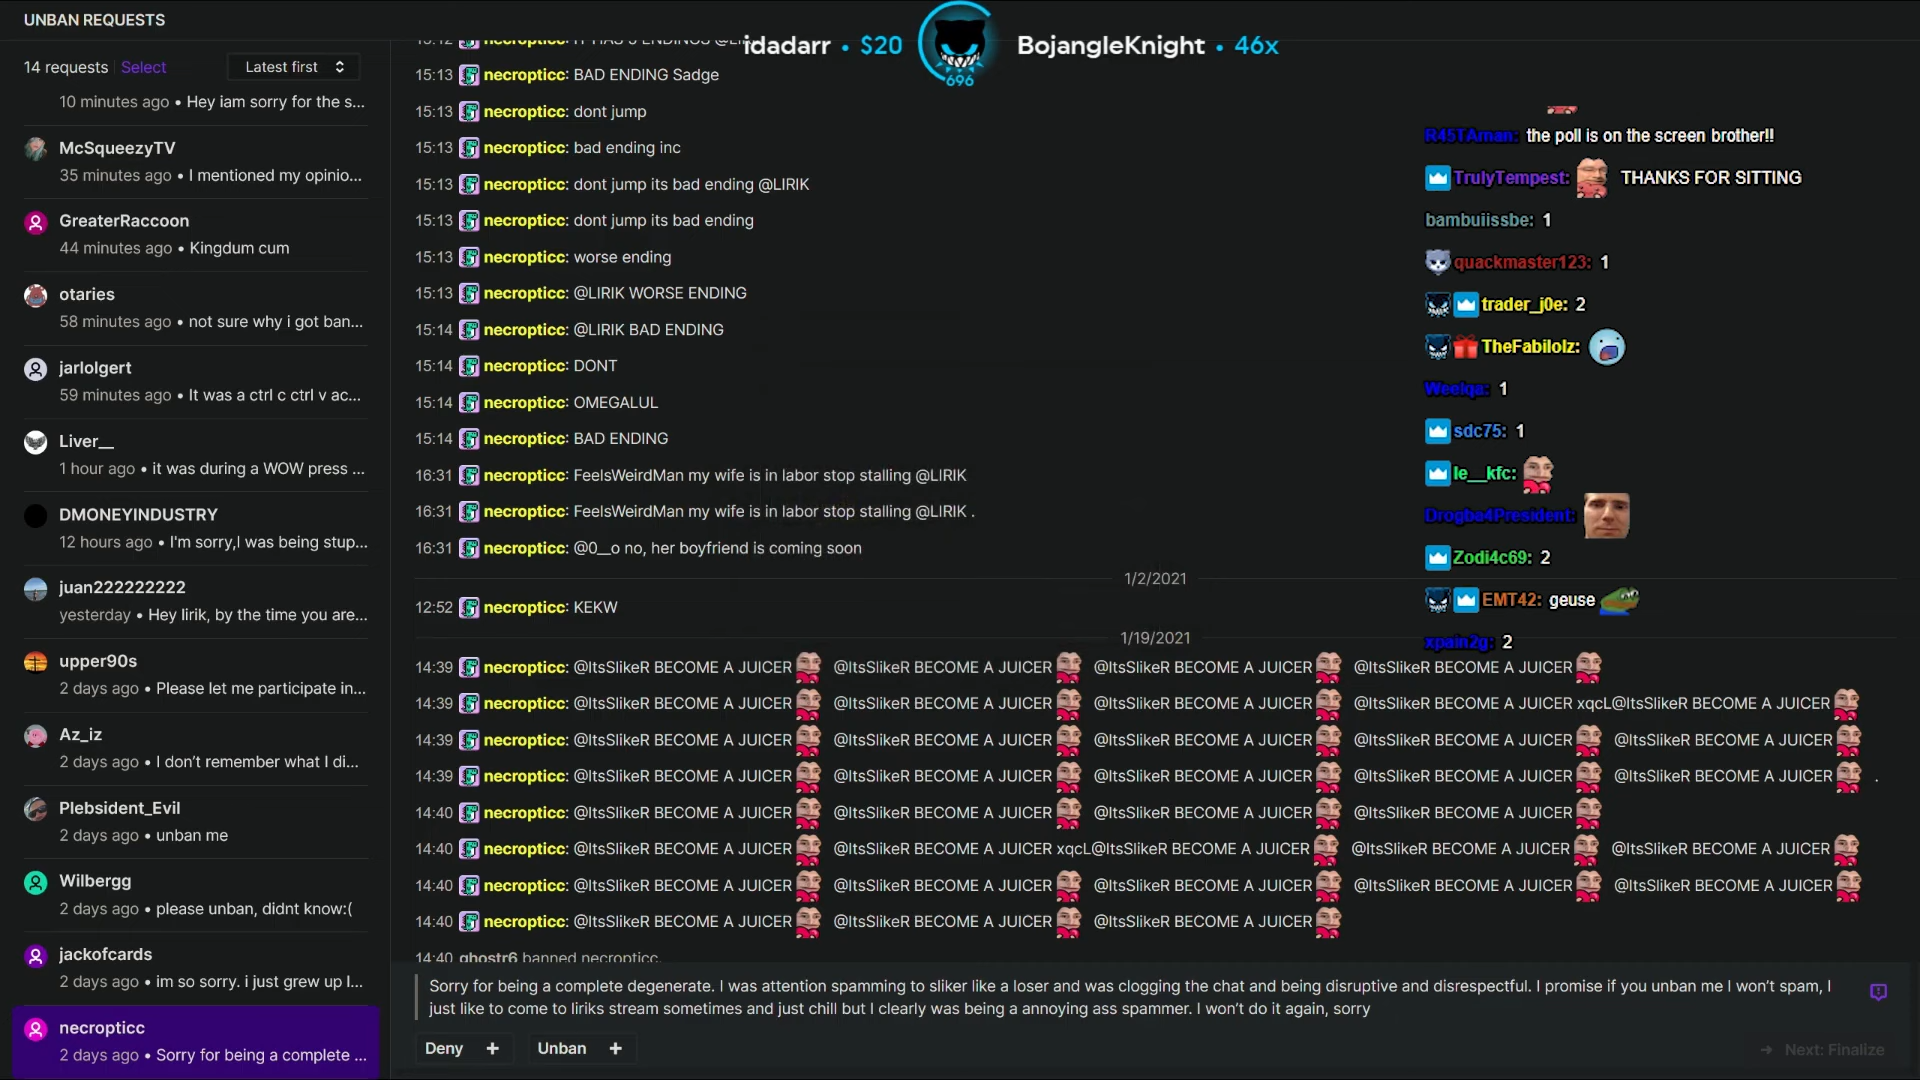 UNBAN REQUESTS
14 requests Select
Latest first
10 minutes ago • Hey iam sorry for the s...
McSqueezyTV
35 minutes ago • I mentioned my opinio...
GreaterRaccoon
44 minutes ago • Kingdum cum
otaries
58 minutes ago • not sure why i got ban...
jarlolgert
59 minutes ago • It was a ctrl c ctrl v ac...
Liver__
1 hour ago • it was during a WOW press ...
DMONEYINDUSTRY
12 hours ago • I'm sorry,I was being stup...
juan222222222
yesterday • Hey lirik, by the time you are...
upper90s
2 days ago • Please let me participate in...
Az_iz
2 days ago • I don't remember what I di...
Plebsident_Evil
2 days ago • unban me
Wilbergg
2 days ago • please unban, didnt know:(
jackofcards
2 days ago • im so sorry. i just grew up l...
necropticc
2 days ago • Sorry for being a complete ...
idadarr • $20
696
BojangleKnight • 46x
15:13 necropticc: BAD ENDING Sadge
15:13 necropticc: dont jump
15:13 necropticc: bad ending inc
15:13 necropticc: dont jump its bad ending @LIRIK
15:13 necropticc: dont jump its bad ending
15:13 necropticc: worse ending
15:13 necropticc: @LIRIK WORSE ENDING
15:14 necropticc: @LIRIK BAD ENDING
15:14 necropticc: DONT
15:14 necropticc: OMEGALUL
15:14 necropticc: BAD ENDING
16:31 necropticc: FeelsWeirdMan my wife is in labor stop stalling @LIRIK
16:31 necropticc: FeelsWeirdMan my wife is in labor stop stalling @LIRIK .
16:31 necropticc: @0__o no, her boyfriend is coming soon
1/2/2021
12:52 necropticc: KEKW
1/19/2021
14:39 necropticc: @ItsSlikeR BECOME A JUICER @ItsSlikeR BECOME A JUICER @ItsSlikeR BECOME A JUICER @ItsSlikeR BECOME A JUICER
14:39 necropticc: @ItsSlikeR BECOME A JUICER @ItsSlikeR BECOME A JUICER @ItsSlikeR BECOME A JUICER @ItsSlikeR BECOME A JUICER xqcL@ItsSlikeR BECOME A JUICER
14:39 necropticc: @ItsSlikeR BECOME A JUICER @ItsSlikeR BECOME A JUICER @ItsSlikeR BECOME A JUICER @ItsSlikeR BECOME A JUICER @ItsSlikeR BECOME A JUICER
14:39 necropticc: @ItsSlikeR BECOME A JUICER @ItsSlikeR BECOME A JUICER @ItsSlikeR BECOME A JUICER @ItsSlikeR BECOME A JUICER @ItsSlikeR BECOME A JUICER .
14:40 necropticc: @ItsSlikeR BECOME A JUICER @ItsSlikeR BECOME A JUICER @ItsSlikeR BECOME A JUICER @ItsSlikeR BECOME A JUICER
14:40 necropticc: @ItsSlikeR BECOME A JUICER @ItsSlikeR BECOME A JUICER xqcL@ItsSlikeR BECOME A JUICER @ItsSlikeR BECOME A JUICER @ItsSlikeR BECOME A JUICER
14:40 necropticc: @ItsSlikeR BECOME A JUICER @ItsSlikeR BECOME A JUICER @ItsSlikeR BECOME A JUICER @ItsSlikeR BECOME A JUICER @ItsSlikeR BECOME A JUICER
14:40 necropticc: @ItsSlikeR BECOME A JUICER @ItsSlikeR BECOME A JUICER @ItsSlikeR BECOME A JUICER
14:40 ghostr6 banned necropticc.
Sorry for being a complete degenerate. I was attention spamming to sliker like a loser and was clogging the chat and being disruptive and disrespectful. I promise if you unban me I won't spam, I
just like to come to liriks stream sometimes and just chill but I clearly was being a annoying ass spammer. I won't do it again, sorry
Deny + Unban +
→ Next: Finalize
R45TAman: the poll is on the screen brother!!
TrulyTempest: THANKS FOR SITTING
bambuiissbe: 1
quackmaster123: 1
trader_j0e: 2
TheFabilolz:
Weelqa: 1
sdc75: 1
le__kfc:
Drogba4President:
Zodi4c69: 2
EMT42: geuse
xpain2g: 2